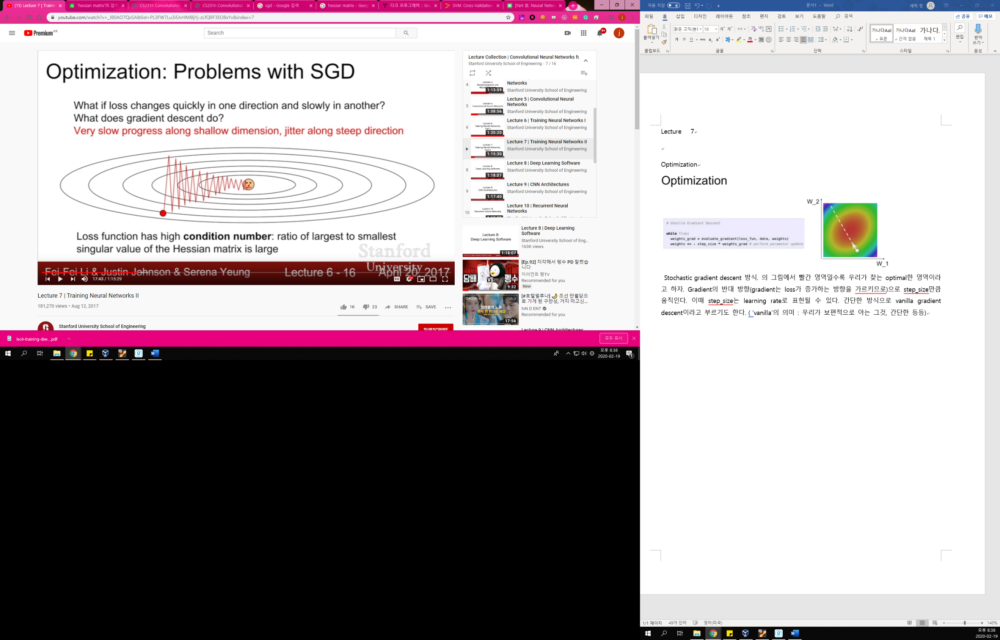 (15) Lecture 7 | Trainin
'hessian matrix'의 검색
CS231n Convolutional
CS231n Convolutional
sgd - Google 검색
hessian matrix - Goog
다크 프로그래머 :: Gra
SVM: Cross-Validation
[Part Ⅲ. Neural Netwo
youtube.com/watch?v=_JB0AO7QxSA&list=PL3FW7Lu3i5JvHM8ljYj-zLfQRF3EO8sYv&index=7
Premium KR
Search
9+
j
Optimization: Problems with SGD
What if loss changes quickly in one direction and slowly in another?
What does gradient descent do?
Very slow progress along shallow dimension, jitter along steep direction
Loss function has high condition number: ratio of largest to smallest
singular value of the Hessian matrix is large
Stanford
University
Fei-Fei Li & Justin Johnson & Serena Yeung
Lecture 6 - 16
April 20, 2017
17:43 / 1:15:29
Lecture 7 | Training Neural Networks II
181,270 views • Aug 12, 2017
1K
23
SHARE
SAVE
Stanford University School of Engineering
SUBSCRIBE
Lecture Collection | Convolutional Neural Networks fc
Stanford University School of Engineering - 7 / 16
4
1:13:59
Networks
Stanford University School of Engineering
5
1:08:56
Lecture 5 | Convolutional Neural
Networks
Stanford University School of Engineering
6
1:20:20
Lecture 6 | Training Neural Networks I
Stanford University School of Engineering
1:15:30
Lecture 7 | Training Neural Networks II
Stanford University School of Engineering
8
1:18:07
Lecture 8 | Deep Learning Software
Stanford University School of Engineering
9
1:17:40
Lecture 9 | CNN Architectures
Stanford University School of Engineering
10
Lecture 10 | Recurrent Neural
Networks
Lecture 8:
Deep Learning Software
1:18:07
Lecture 8 | Deep Learning
Software
Stanford University School of Eng...
163K views
담배 VS 펭수
9:32
[Ep.92] 지각해서 펭수 PD 잘렸습
니다
자이언트 펭TV
Recommended for you
New
17:56
[#호텔델루나] 🌙 조선 만월당으
로 가게 된 구찬성, 거지 마고신...
tvN D ENT
Recommended for you
Lecture 9 | CNN Architectures
lec4-training-dee....pdf
모두 표시
오후 8:38
2020-02-19
자동 저장
문서1 - Word
새하 정
파일 홈 삽입 디자인 레이아웃 참조 편지 검토 보기 도움말 검색
공유
메모
붙여넣기
맑은 고딕(본문
10
가나다AaE
가나다AaE
가나다.
표준
간격 없음
제목 1
편집
받아
쓰기
클립보드
글꼴
단락
스타일
음성
Lecture 7
Optimization
Optimization
# Vanilla Gradient Descent
while True:
weights_grad = evaluate_gradient(loss_fun, data, weights)
weights += - step_size * weights_grad # perform parameter update
W_2
W_1
Stochastic gradient descent 방식. 의 그림에서 빨간 영역일수록 우리가 찾는 optimal한 영역이라
고 하자. Gradient의 반대 방향(gradient는 loss가 증가하는 방향을 가르키므로)으로 step_size만큼
움직인다. 이때 step_size는 learning rate로 표현될 수 있다. 간단한 방식으로 vanilla gradient
descent이라고 부르기도 한다. ( 'vanilla'의 의미 : 우리가 보편적으로 아는 그것, 간단한 등등)
1/1 페이지
49개 단어
영어(미국)
140%
오후 8:38
2020-02-19